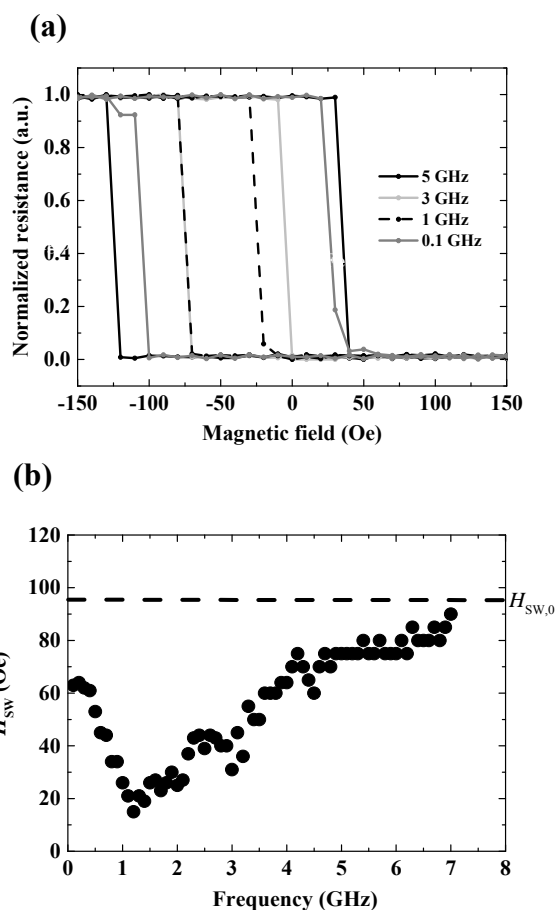 (a)
1.0
0.8
0.6
0.4
0.2
0.0
Normalized resistance (a.u.)
5 GHz
3 GHz
1 GHz
0.1 GHz
-150 -100 -50 0 50 100 150
Magnetic field (Oe)
(b)
120
100
80
60
40
20
0
H_SW (Oe)
H_SW,0
0 1 2 3 4 5 6 7 8
Frequency (GHz)